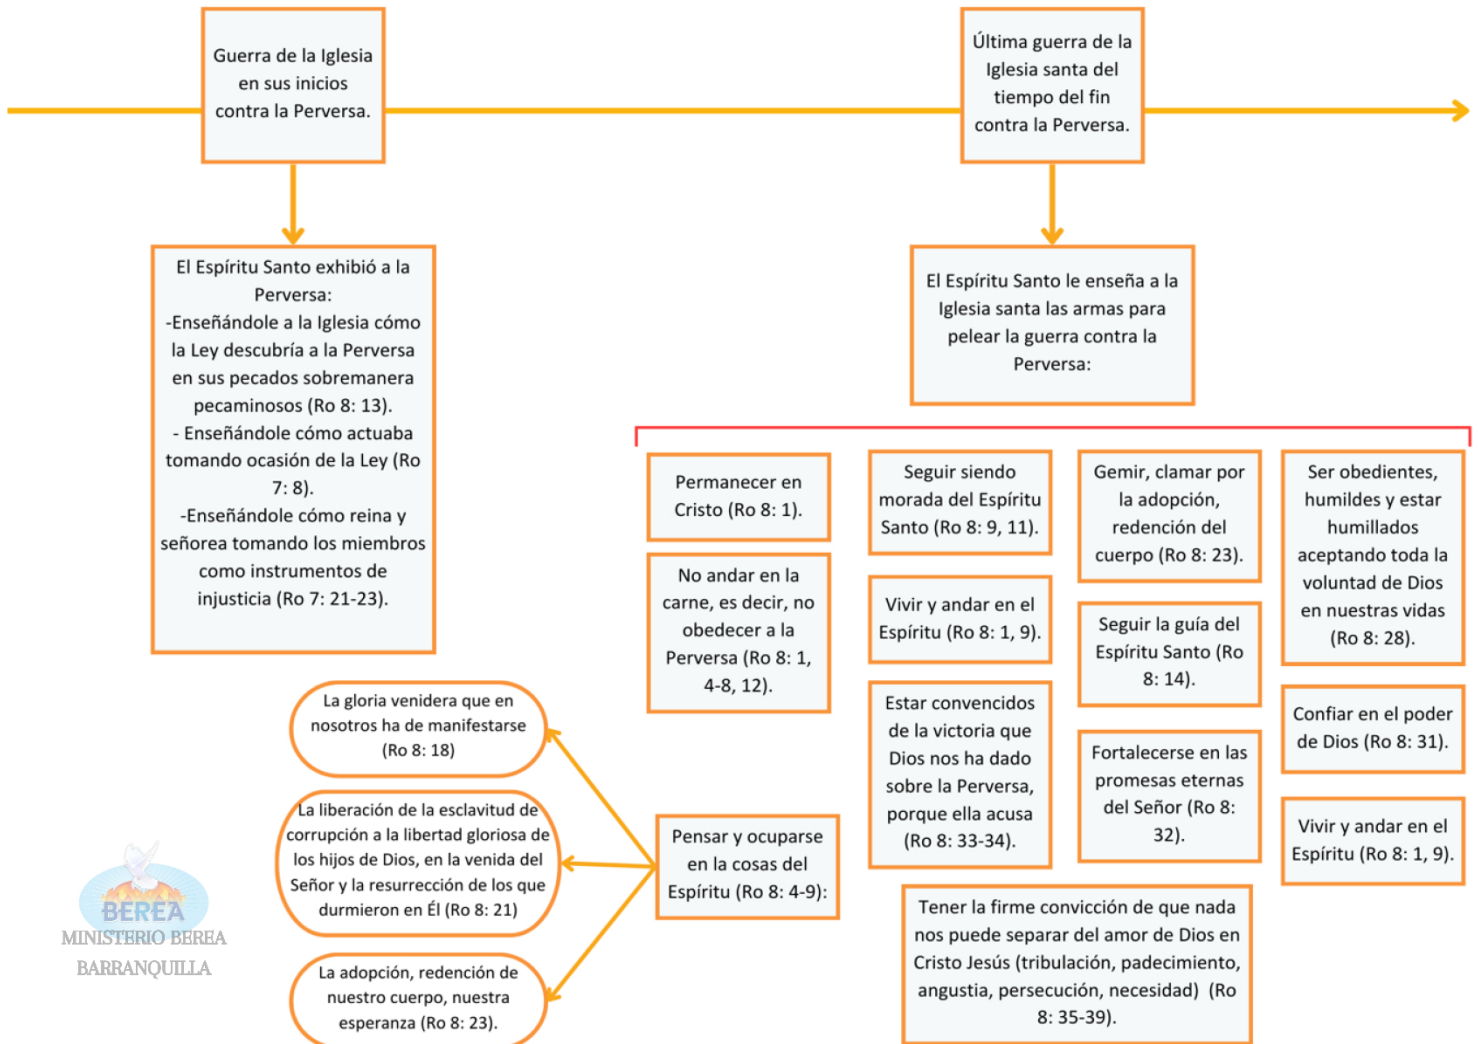 Guerra de la Iglesia
en sus inicios
contra la Perversa.
Última guerra de la
Iglesia santa del
tiempo del fin
contra la Perversa.
El Espíritu Santo exhibió a la
Perversa:
-Enseñándole a la Iglesia cómo
la Ley descubría a la Perversa
en sus pecados sobremanera
pecaminosos (Ro 8: 13).
- Enseñándole cómo actuaba
tomando ocasión de la Ley (Ro
7: 8).
-Enseñándole cómo reina y
señorea tomando los miembros
como instrumentos de
injusticia (Ro 7: 21-23).
El Espíritu Santo le enseña a la
Iglesia santa las armas para
pelear la guerra contra la
Perversa:
Permanecer en
Cristo (Ro 8: 1).
No andar en la
carne, es decir, no
obedecer a la
Perversa (Ro 8: 1,
4-8, 12).
Pensar y ocuparse
en la cosas del
Espíritu (Ro 8: 4-9):
La gloria venidera que en
nosotros ha de manifestarse
(Ro 8: 18)
La liberación de la esclavitud de
corrupción a la libertad gloriosa de
los hijos de Dios, en la venida del
Señor y la resurrección de los que
durmieron en Él (Ro 8: 21)
La adopción, redención de
nuestro cuerpo, nuestra
esperanza (Ro 8: 23).
Seguir siendo
morada del Espíritu
Santo (Ro 8: 9, 11).
Vivir y andar en el
Espíritu (Ro 8: 1, 9).
Estar convencidos
de la victoria que
Dios nos ha dado
sobre la Perversa,
porque ella acusa
(Ro 8: 33-34).
Gemir, clamar por
la adopción,
redención del
cuerpo (Ro 8: 23).
Seguir la guía del
Espíritu Santo (Ro
8: 14).
Fortalecerse en las
promesas eternas
del Señor (Ro 8:
32).
Ser obedientes,
humildes y estar
humillados
aceptando toda la
voluntad de Dios
en nuestras vidas
(Ro 8: 28).
Confiar en el poder
de Dios (Ro 8: 31).
Vivir y andar en el
Espíritu (Ro 8: 1, 9).
Tener la firme convicción de que nada
nos puede separar del amor de Dios en
Cristo Jesús (tribulación, padecimiento,
angustia, persecución, necesidad) (Ro
8: 35-39).
BEREA
MINISTERIO BEREA
BARRANQUILLA